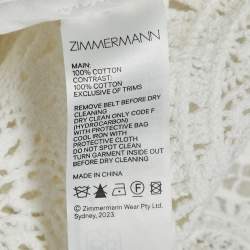 ZIMMERMANN
MAIN:
100% COTTON
CONTRAST:
100% COTTON
EXCLUSIVE OF TRIMS
REMOVE BELT BEFORE DRY
CLEANING
DRY CLEAN ONLY CODE F
(HYDROCARBON)
WITH PROTECTIVE BAG
COOL IRON WITH
PROTECTIVE CLOTH
DO NOT SPOT CLEAN
TURN GARMENT INSIDE OUT
BEFORE DRY CLEANING
MADE IN CHINA
© Zimmermann Wear Pty Ltd.
Sydney, 2023